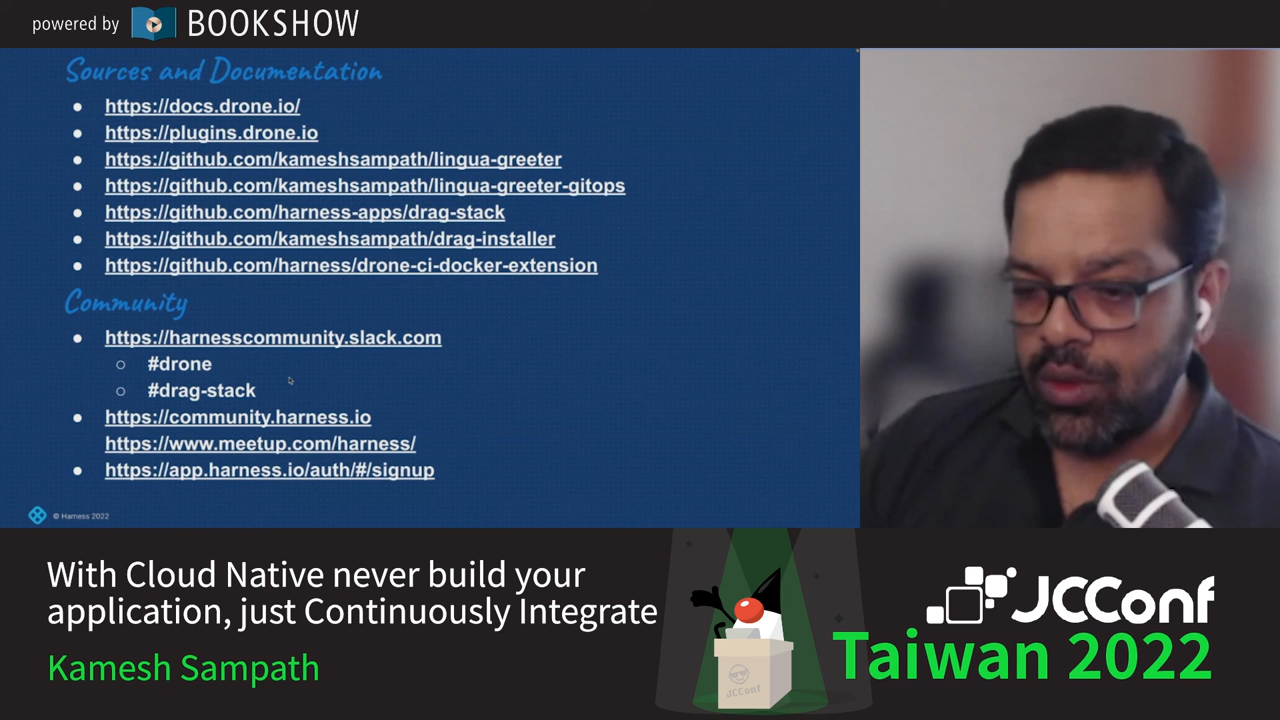 powered by BOOKSHOW
Sources and Documentation
● https://docs.drone.io/
● https://plugins.drone.io
● https://github.com/kameshsampath/lingua-greeter
● https://github.com/kameshsampath/lingua-greeter-gitops
● https://github.com/harness-apps/drag-stack
● https://github.com/kameshsampath/drag-installer
● https://github.com/harness/drone-ci-docker-extension
Community
● https://harnesscommunity.slack.com
○ #drone
○ #drag-stack
● https://community.harness.io
https://www.meetup.com/harness/
● https://app.harness.io/auth/#/signup
© Harness 2022
With Cloud Native never build your
application, just Continuously Integrate
Kamesh Sampath
JCConf
JCConf
Taiwan 2022